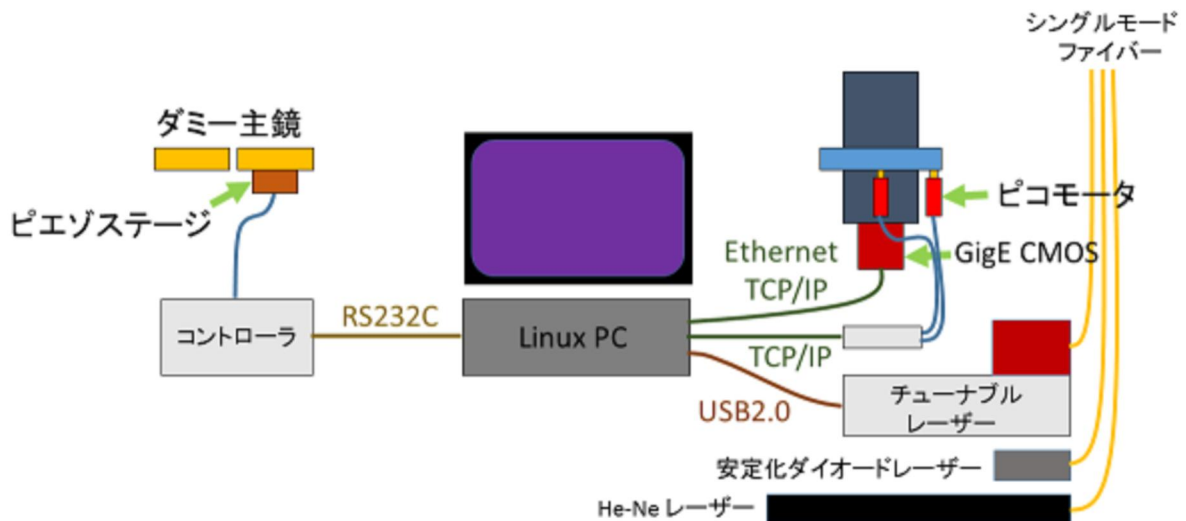 シングルモード
ファイバー
ダミー主鏡
ピエゾステージ
ピコモータ
Ethernet
GigE CMOS
TCP/IP
コントローラ
RS232C
Linux PC
TCP/IP
チューナブル
レーザー
USB2.0
安定化ダイオードレーザー
He-Ne レーザー